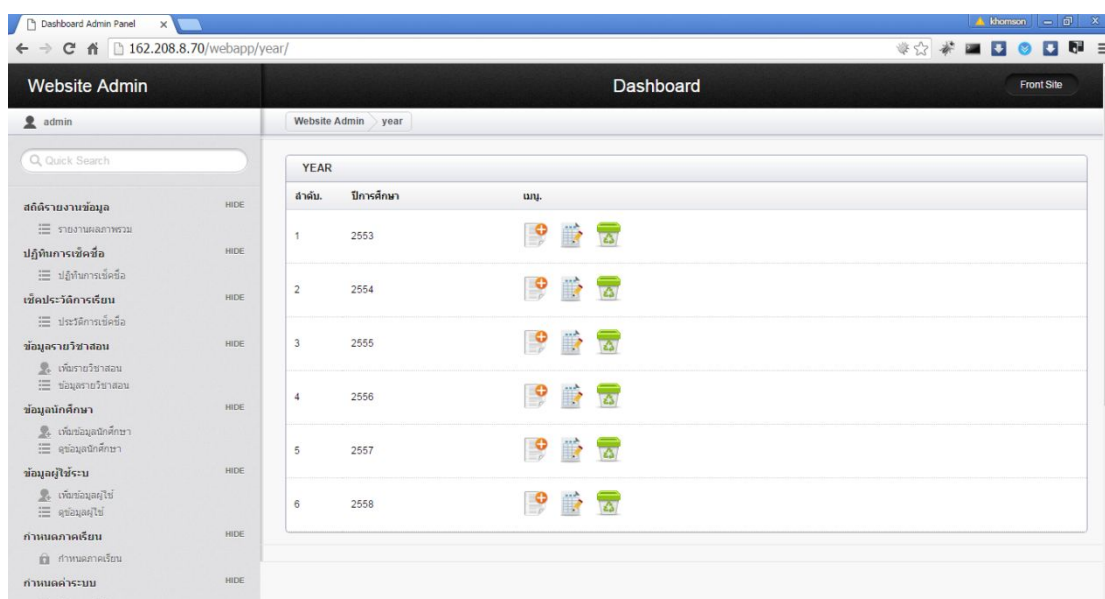 Dashboard Admin Panel
khomson
162.208.8.70/webapp/year/
Website Admin
Dashboard
Front Site
admin
Website Admin
year
Quick Search
สถิติรายงานข้อมูล HIDE
รายงานผลภาพรวม
ปฏิทินการเช็คชื่อ HIDE
ปฏิทินการเช็คชื่อ
เช็คประวัติการเรียน HIDE
ประวัติการเช็คชื่อ
ข้อมูลรายวิชาสอน HIDE
เพิ่มรายวิชาสอน
ข้อมูลรายวิชาสอน
ข้อมูลนักศึกษา HIDE
เพิ่มข้อมูลนักศึกษา
ดูข้อมูลนักศึกษา
ข้อมูลผู้ใช้ระบ HIDE
เพิ่มข้อมูลผู้ใช้
ดูข้อมูลผู้ใช้
กำหนดภาคเรียน HIDE
กำหนดภาคเรียน
กำหนดค่าระบบ HIDE
YEAR
ลำดับ. ปีการศึกษา เมนู.
1 2553
2 2554
3 2555
4 2556
5 2557
6 2558